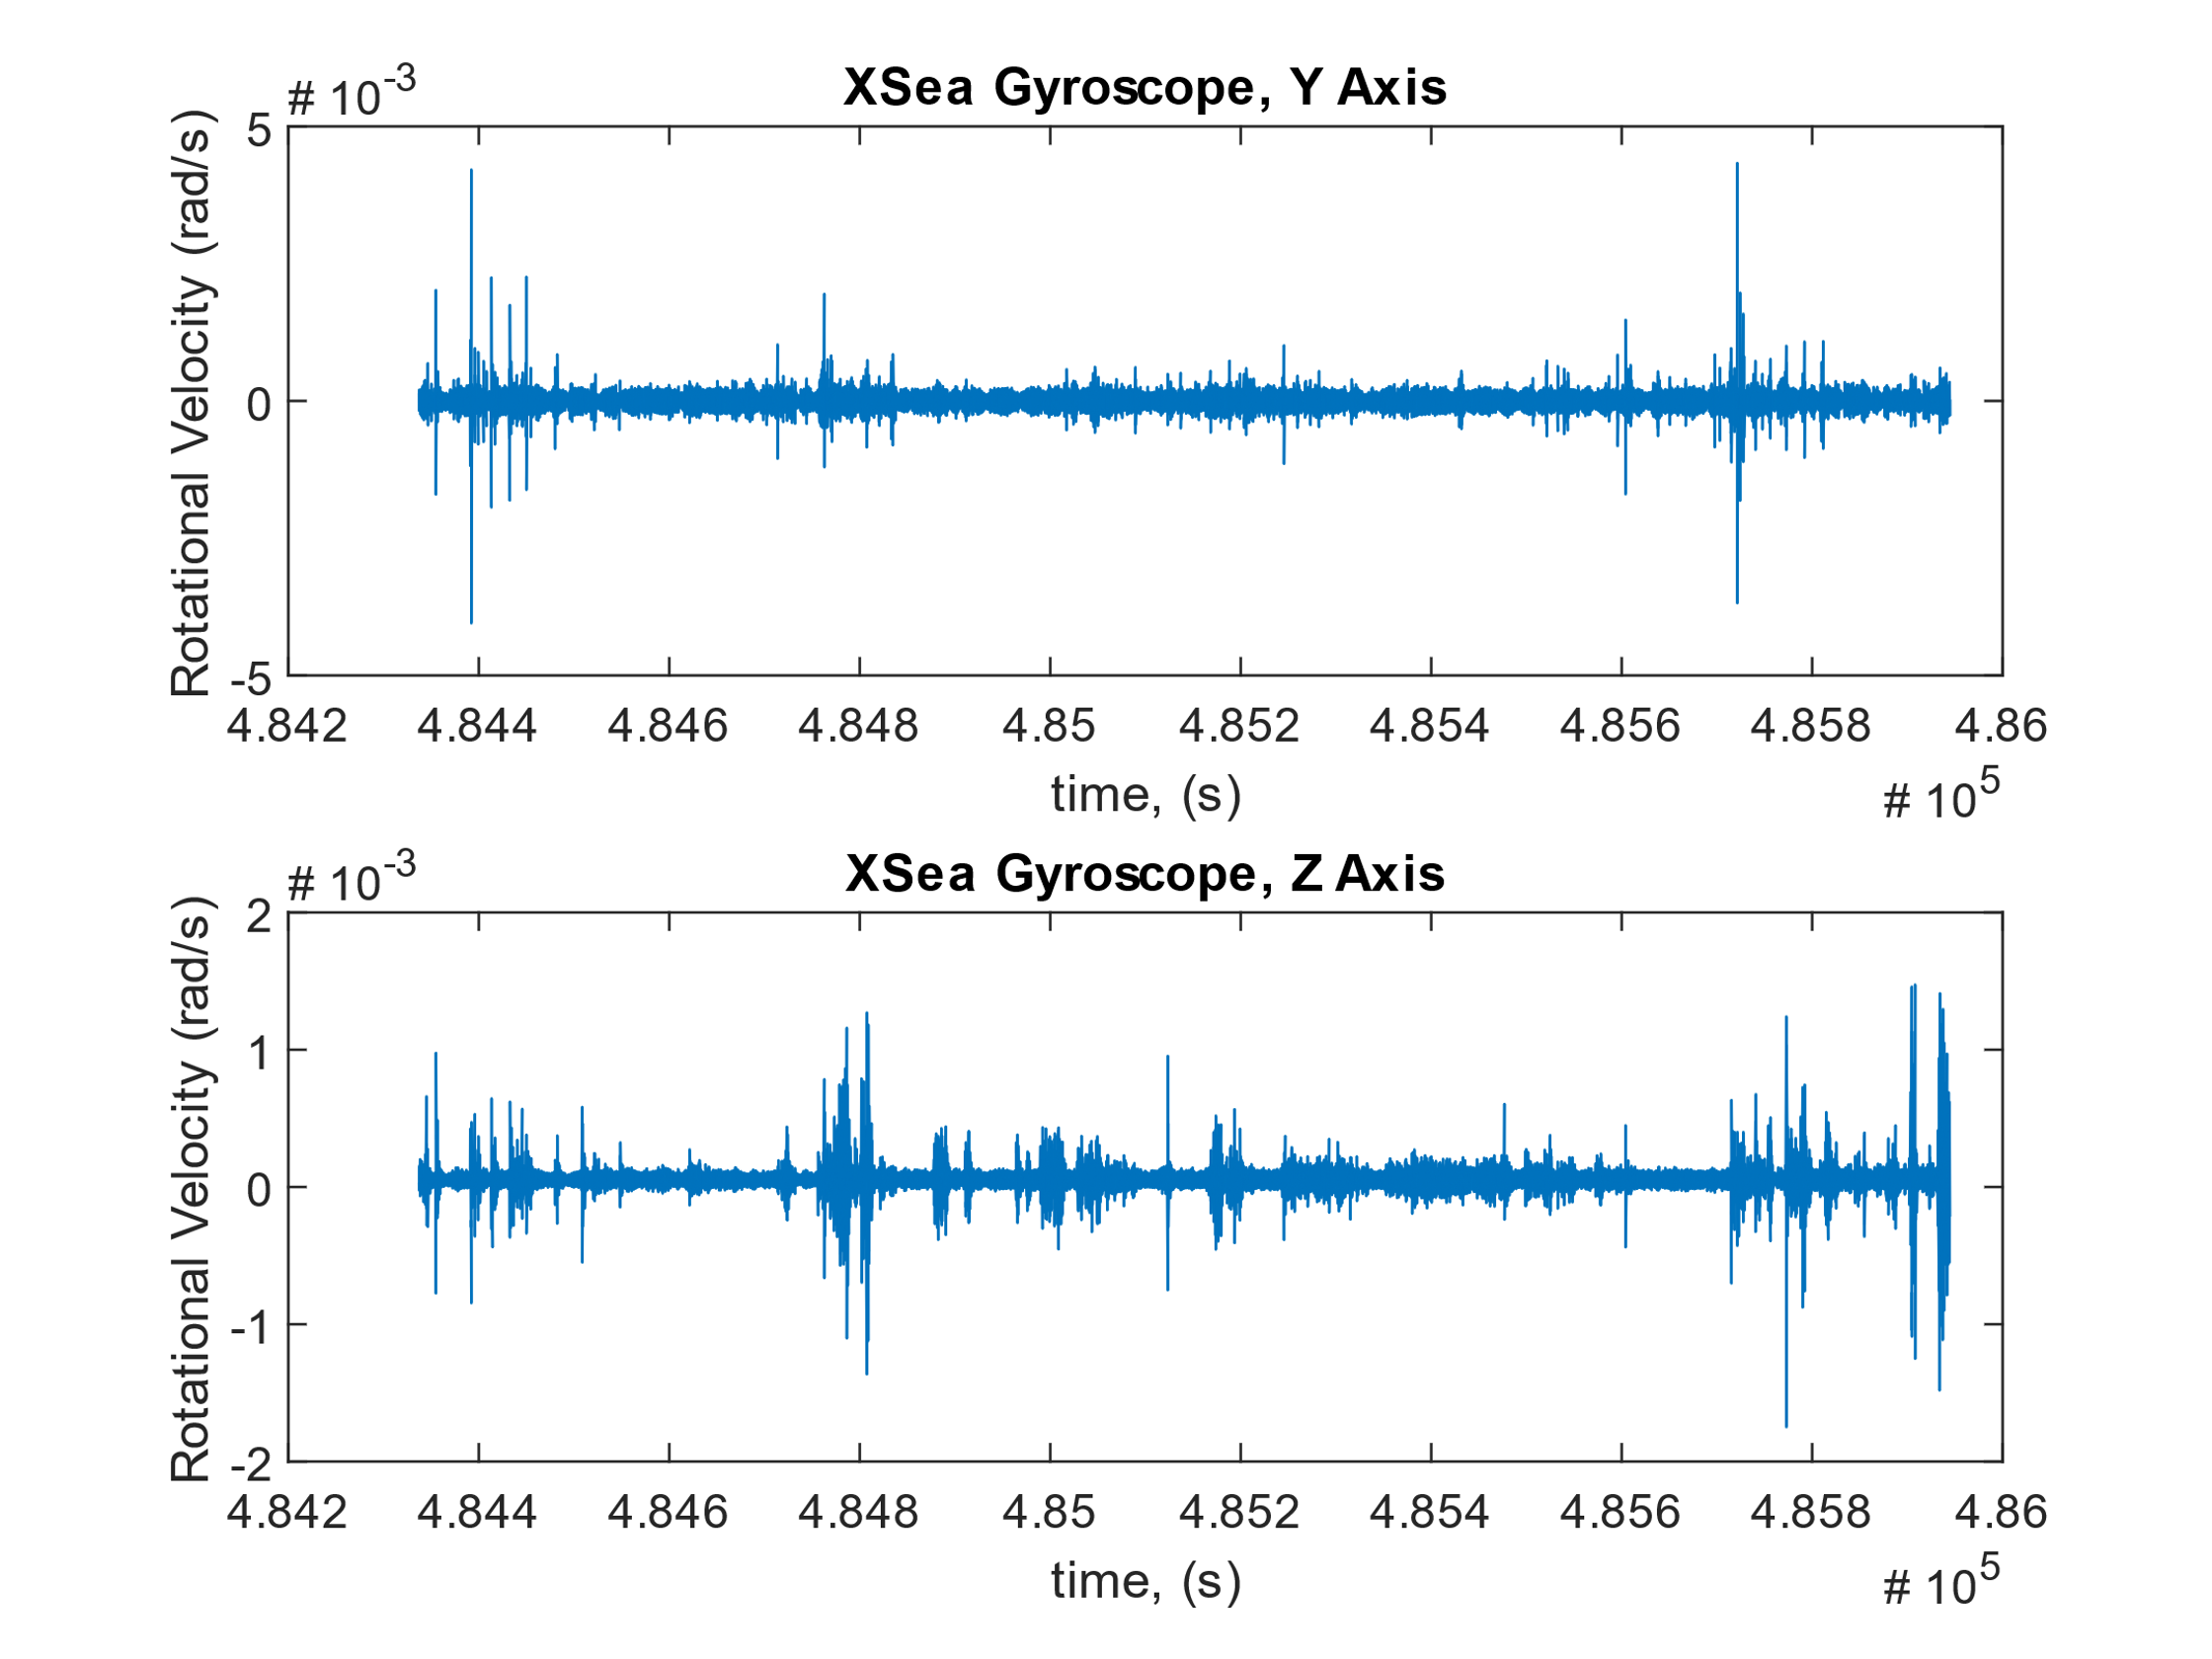 # 10-3
XSea Gyroscope, Y Axis
Rotational Velocity (rad/s)
5
0
-5
4.842 4.844 4.846 4.848 4.85 4.852 4.854 4.856 4.858 4.86
time, (s)
# 105
# 10-3
XSea Gyroscope, Z Axis
Rotational Velocity (rad/s)
2
1
0
-1
-2
4.842 4.844 4.846 4.848 4.85 4.852 4.854 4.856 4.858 4.86
time, (s)
# 105